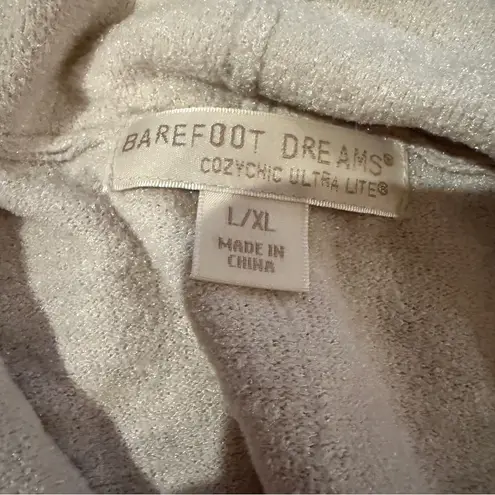 BAREFOOT DREAMS®
COZYCHIC ULTRA LITE®
L/XL
MADE IN
CHINA